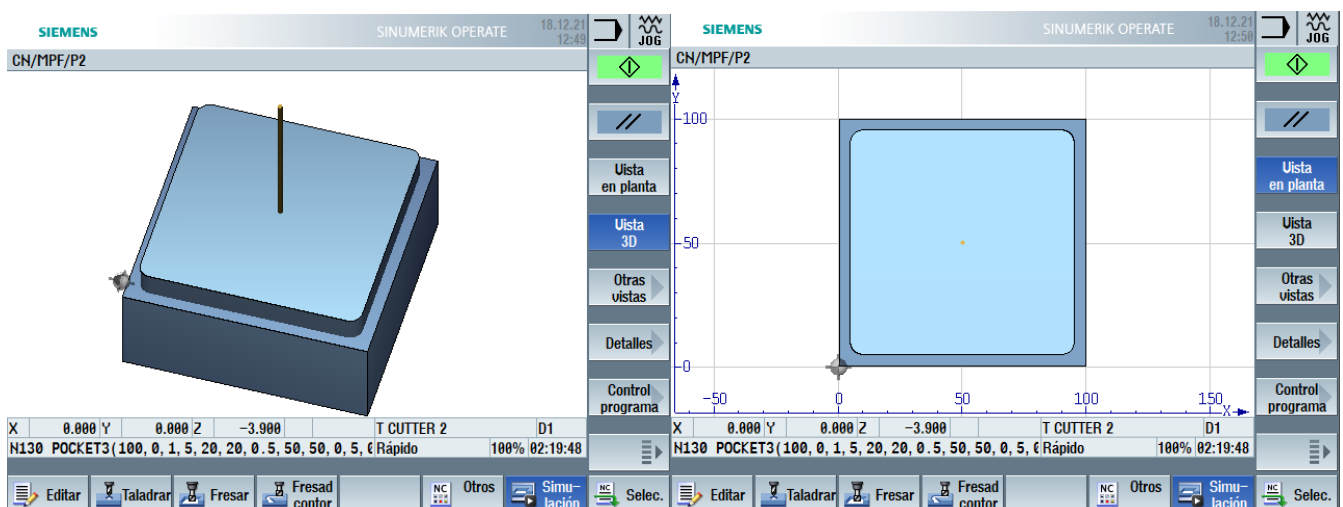 SIEMENS
SINUMERIK OPERATE
18.12.21
12:49
JOG
CN/MPF/P2
Vista
en planta
Vista
3D
Otras
vistas
Detalles
Control
programa
X 0.000 Y 0.000 Z -3.900 T CUTTER 2 D1
N130 POCKET3(100, 0, 1, 5, 20, 20, 0.5, 50, 50, 0, 5, Rápido 100% 02:19:48
Editar Taladrar Fresar Fresad
contor
NC Otros Simu-
lación
NC Selec.
SIEMENS
SINUMERIK OPERATE
18.12.21
12:50
JOG
CN/MPF/P2
Y
100
50
0
-50 0 50 100 150
X
Vista
en planta
Vista
3D
Otras
vistas
Detalles
Control
programa
X 0.000 Y 0.000 Z -3.900 T CUTTER 2 D1
N130 POCKET3(100, 0, 1, 5, 20, 20, 0.5, 50, 50, 0, 5, Rápido 100% 02:19:48
Editar Taladrar Fresar Fresad
contor
NC Otros Simu-
lación
NC Selec.